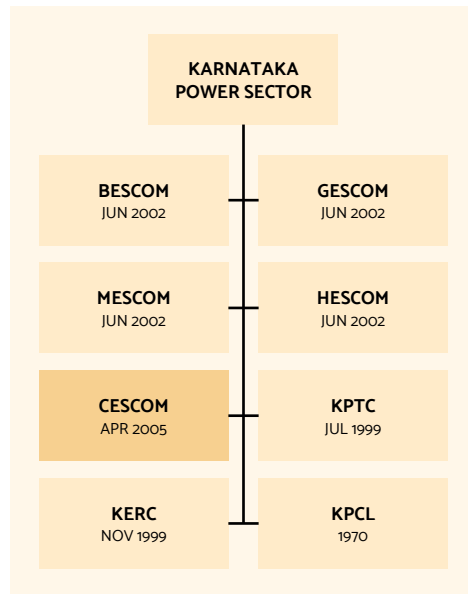 KARNATAKA
POWER SECTOR
BESCOM
JUN 2002
GESCOM
JUN 2002
MESCOM
JUN 2002
HESCOM
JUN 2002
CESCOM
APR 2005
KPTC
JUL 1999
KERC
NOV 1999
KPCL
1970